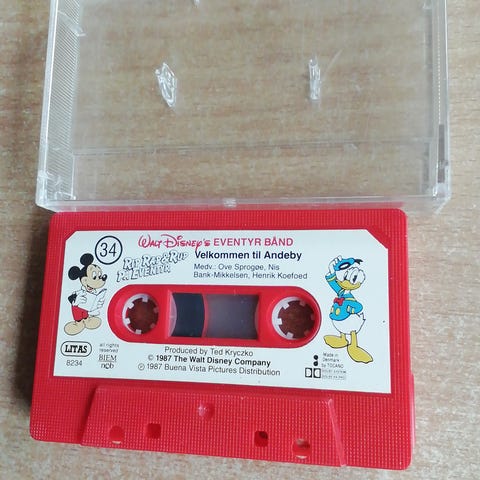 34
WALT DISNEY'S EVENTYR BÅND
RIP, RAP & RUP
PÅ EVENTYR
Velkommen til Andeby
Medv.: Ove Sprogøe, Nis
Bank-Mikkelsen, Henrik Koefoed
LITAS
8234
all rights
reserved
BIEM
ncb
Produced by Ted Kryczko
© 1987 The Walt Disney Company
℗ 1987 Buena Vista Pictures Distribution
Made in
Denmark
by TOCANO
DOLBY SYSTEM